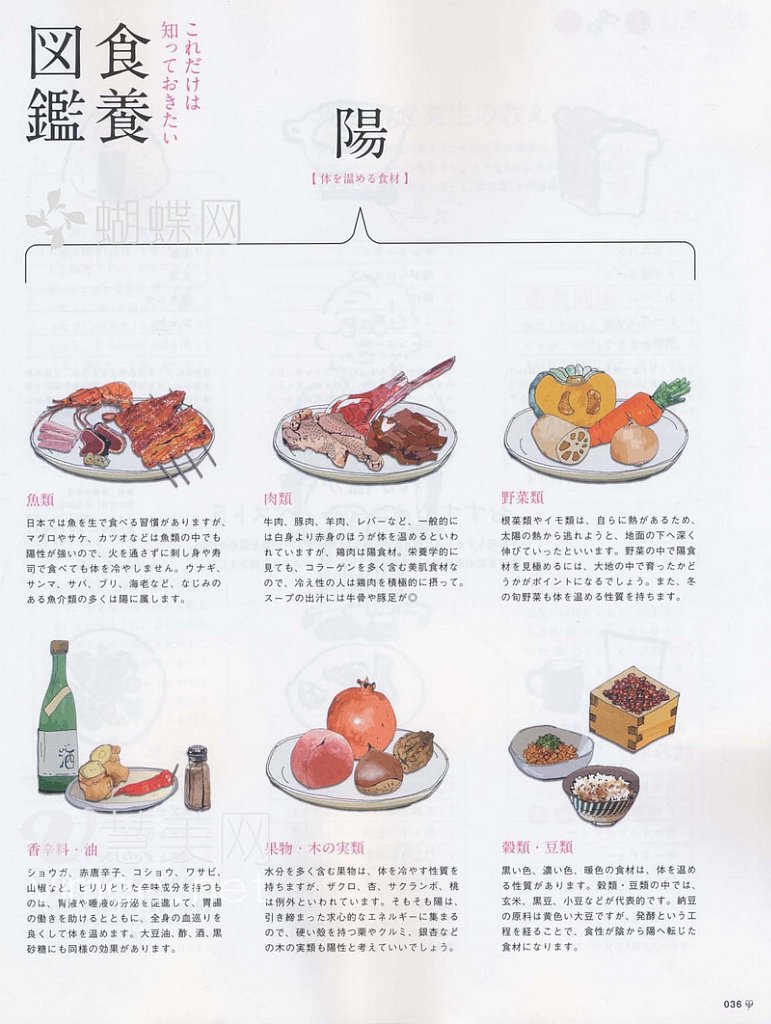 これだけは
知っておきたい
食養
図鑑
陽
【体を温める食材】
蝴蝶网
魚類
日本では魚を生で食べる習慣がありますが、
マグロやサケ、カツオなどは魚類の中でも
陽性が強いので、火を通さずに刺し身や寿
司で食べても体を冷やしません。ウナギ、
サンマ、サバ、ブリ、海老など、なじみの
ある魚介類の多くは陽に属します。
肉類
牛肉、豚肉、羊肉、レバーなど、一般的に
は白身より赤身のほうが体を温めるといわ
れていますが、鶏肉は陽食材。栄養学的に
見ても、コラーゲンを多く含む美肌食材な
ので、冷え性の人は鶏肉を積極的に摂って。
スープの出汁には牛骨や豚足が◎
野菜類
根菜類やイモ類は、自らに熱があるため、
太陽の熱から逃れようと、地面の下へ深く
伸びていったといいます。野菜の中で陽食
材を見極めるには、大地の中で育ったかど
うかがポイントになるでしょう。また、冬
の旬野菜も体を温める性質を持ちます。
酒
香辛料・油
ショウガ、赤唐辛子、コショウ、ワサビ、
山椒など、ヒリリとした辛味成分を持つも
のは、胃液や唾液の分泌を促進して、胃腸
の働きを助けるとともに、全身の血巡りを
良くして体を温めます。大豆油、酢、酒、黒
砂糖にも同様の効果があります。
果物・木の実類
水分を多く含む果物は、体を冷やす性質を
持ちますが、ザクロ、杏、サクランボ、桃
は例外といわれています。そもそも陽は、
引き締まった求心的なエネルギーに集まる
ので、硬い殻を持つ栗やクルミ、銀杏など
の木の実類も陽性と考えていいでしょう。
穀類・豆類
黒い色、濃い色、暖色の食材は、体を温め
る性質があります。穀類・豆類の中では、
玄米、黒豆、小豆などが代表的です。納豆
の原料は黄色い大豆ですが、発酵という工
程を経ることで、食性が陰から陽へ転じた
食材になります。
036